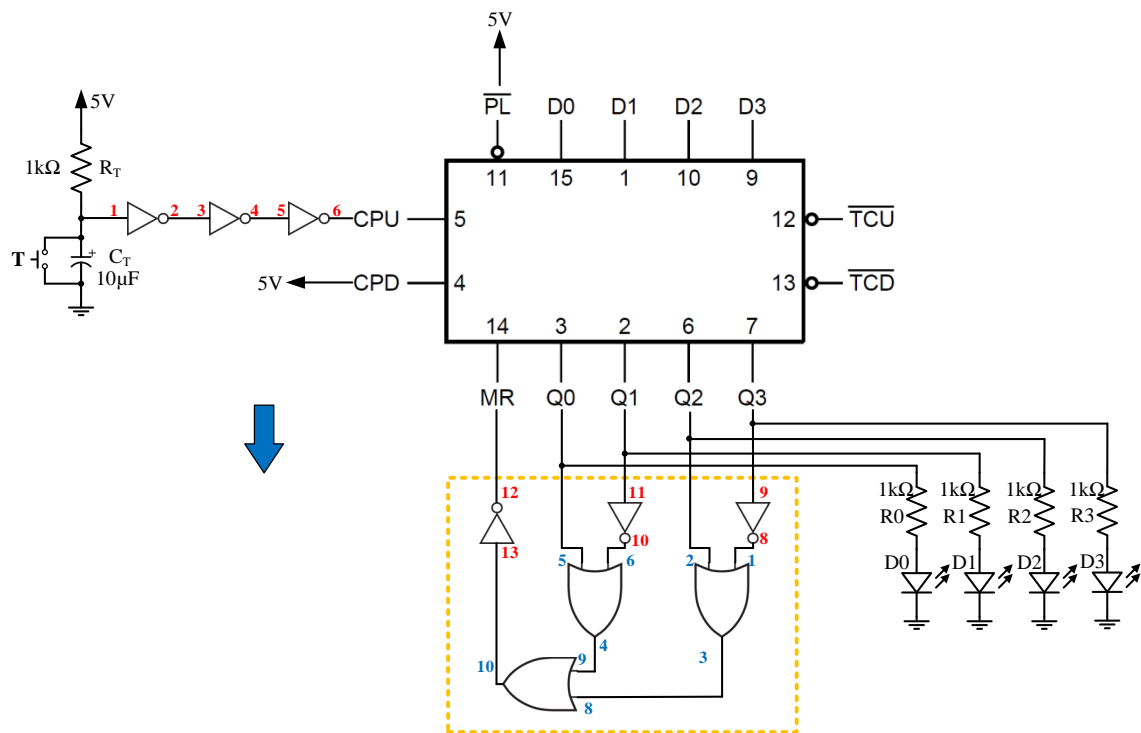 5V
5V
PL D0 D1 D2 D3
1kΩ RT
11 15 1 10 9
1 2 3 4 5 6 CPU 5 12 TCU
T + CT
10µF
5V CPD 4 13 TCD
14 3 2 6 7
MR Q0 Q1 Q2 Q3
12 11 9
1kΩ 1kΩ 1kΩ 1kΩ
R0 R1 R2 R3
13 10 8
5 6 2 1
D0 D1 D2 D3
4 3
10 9
8